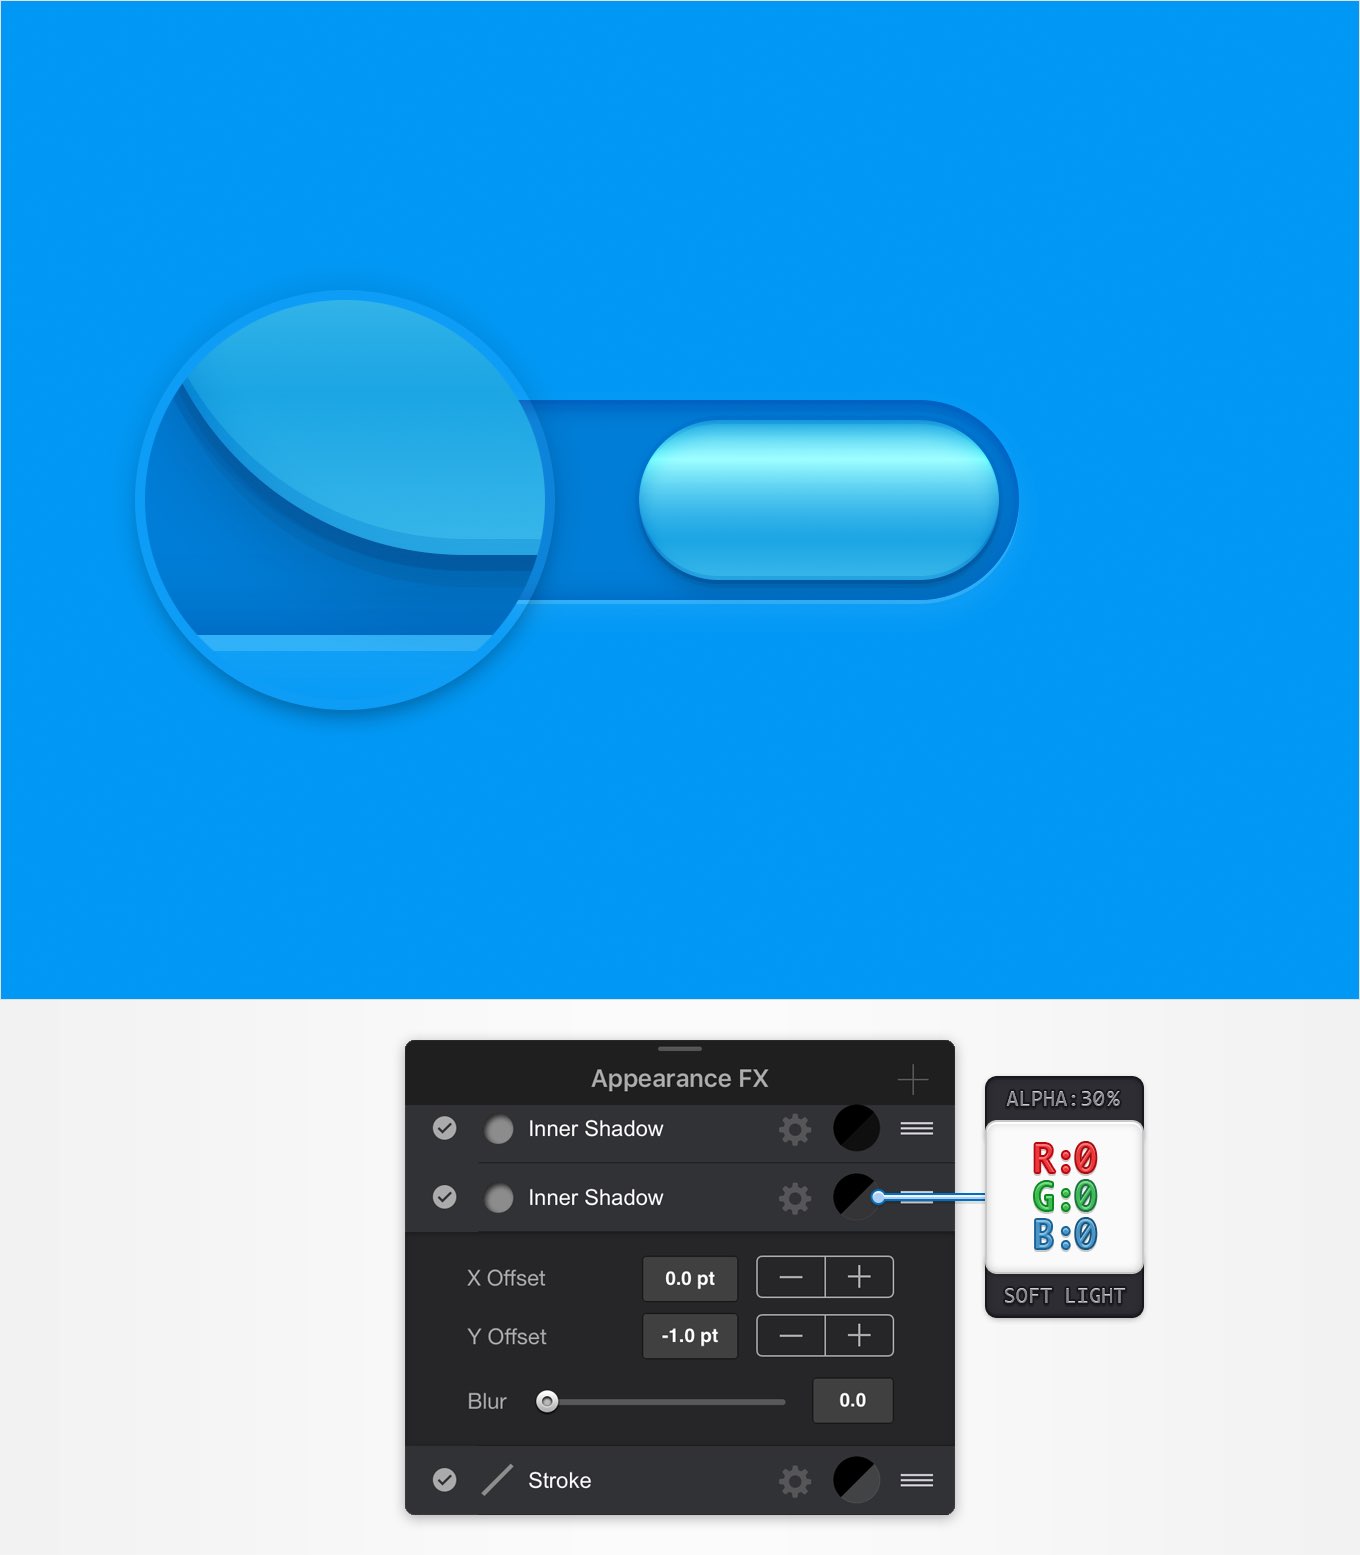 Appearance FX
Inner Shadow
Inner Shadow
X Offset 0.0 pt
Y Offset -1.0 pt
Blur 0.0
Stroke
ALPHA:30%
R:0
G:0
B:0
SOFT LIGHT